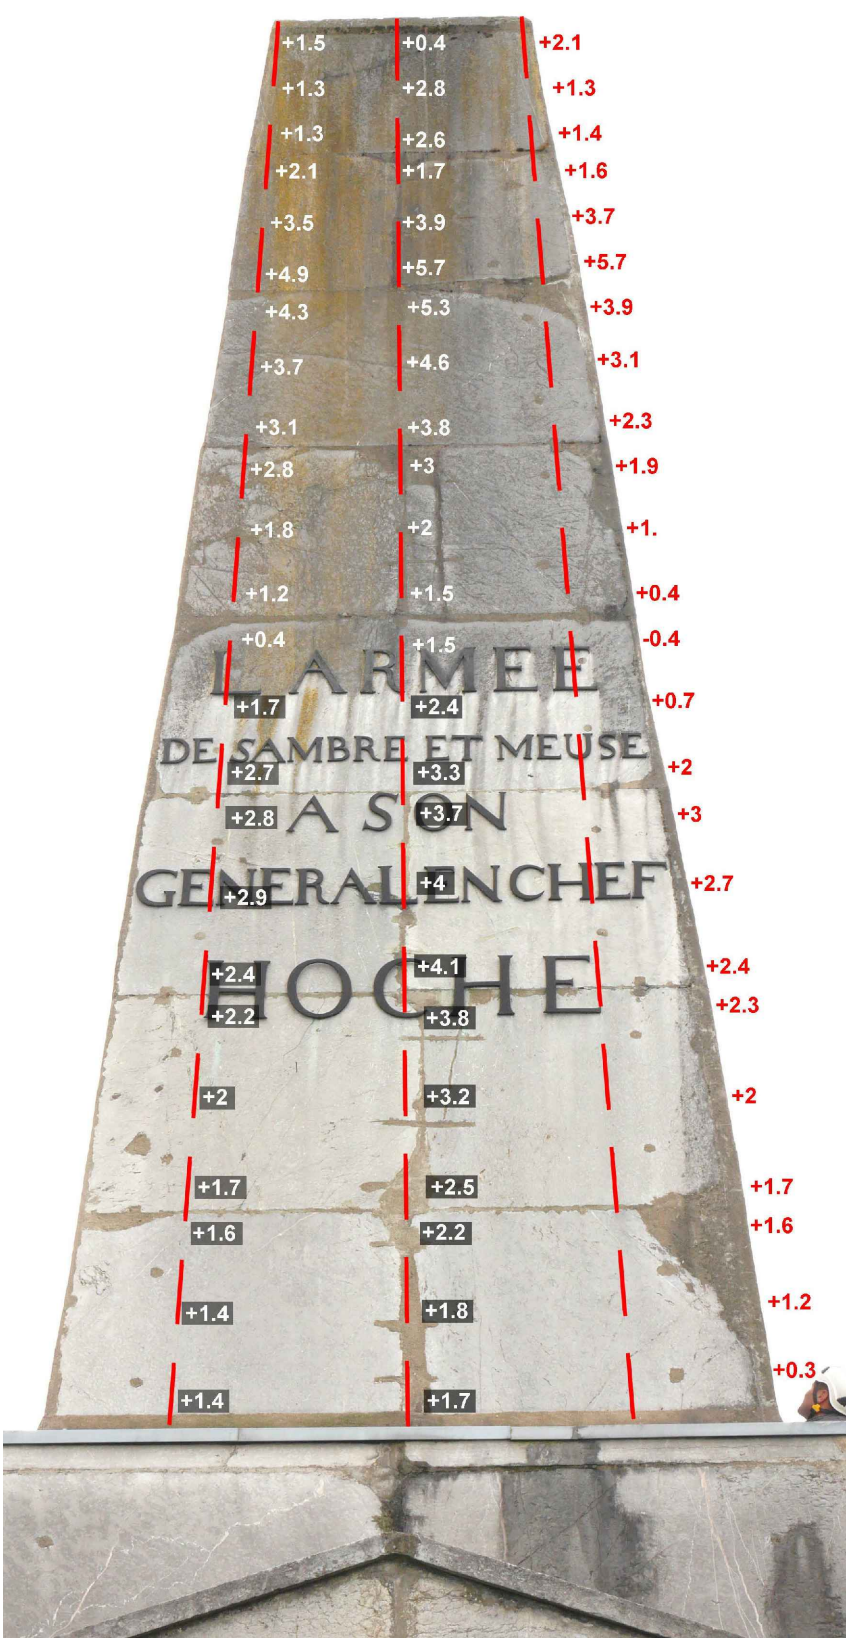 +1.5 +0.4 +2.1
+1.3 +2.8 +1.3
+1.3 +2.6 +1.4
+2.1 +1.7 +1.6
+3.5 +3.9 +3.7
+4.9 +5.7 +5.7
+4.3 +5.3 +3.9
+3.7 +4.6 +3.1
+3.1 +3.8 +2.3
+2.8 +3 +1.9
+1.8 +2 +1.
+1.2 +1.5 +0.4
+0.4 +1.5 -0.4
L ARMEE
+1.7 +2.4 +0.7
DE SAMBRE ET MEUSE
+2.7 +3.3 +2
A SON
+2.8 +3.7 +3
GENERAL EN CHEF
+2.9 +4 +2.7
HOCHE
+2.4 +4.1 +2.4
+2.2 +3.8 +2.3
+2 +3.2 +2
+1.7 +2.5 +1.7
+1.6 +2.2 +1.6
+1.4 +1.8 +1.2
+1.4 +1.7 +0.3